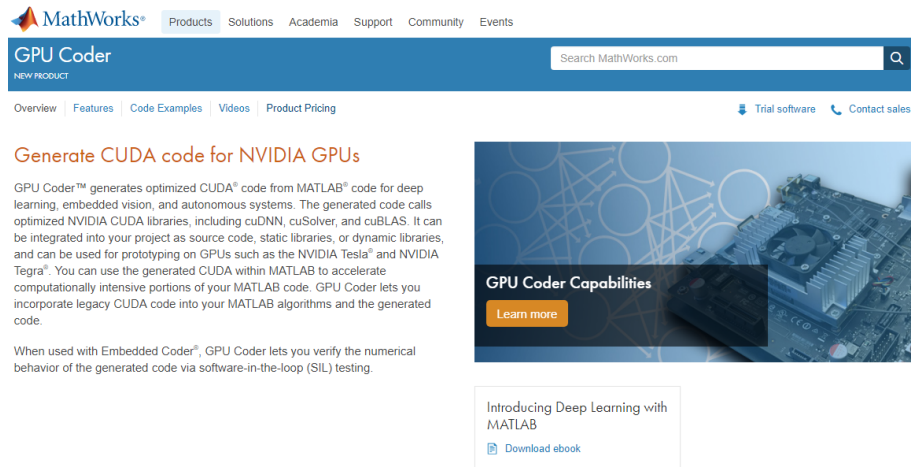 MathWorks®
Products Solutions Academia Support Community Events
GPU Coder
NEW PRODUCT
Search MathWorks.com
Overview Features Code Examples Videos Product Pricing
Trial software Contact sales
Generate CUDA code for NVIDIA GPUs
GPU Coder™ generates optimized CUDA® code from MATLAB® code for deep
learning, embedded vision, and autonomous systems. The generated code calls
optimized NVIDIA CUDA libraries, including cuDNN, cuSolver, and cuBLAS. It can
be integrated into your project as source code, static libraries, or dynamic libraries,
and can be used for prototyping on GPUs such as the NVIDIA Tesla® and NVIDIA
Tegra®. You can use the generated CUDA within MATLAB to accelerate
computationally intensive portions of your MATLAB code. GPU Coder lets you
incorporate legacy CUDA code into your MATLAB algorithms and the generated
code.
When used with Embedded Coder®, GPU Coder lets you verify the numerical
behavior of the generated code via software-in-the-loop (SIL) testing.
GPU Coder Capabilities
Learn more
Introducing Deep Learning with
MATLAB
Download ebook